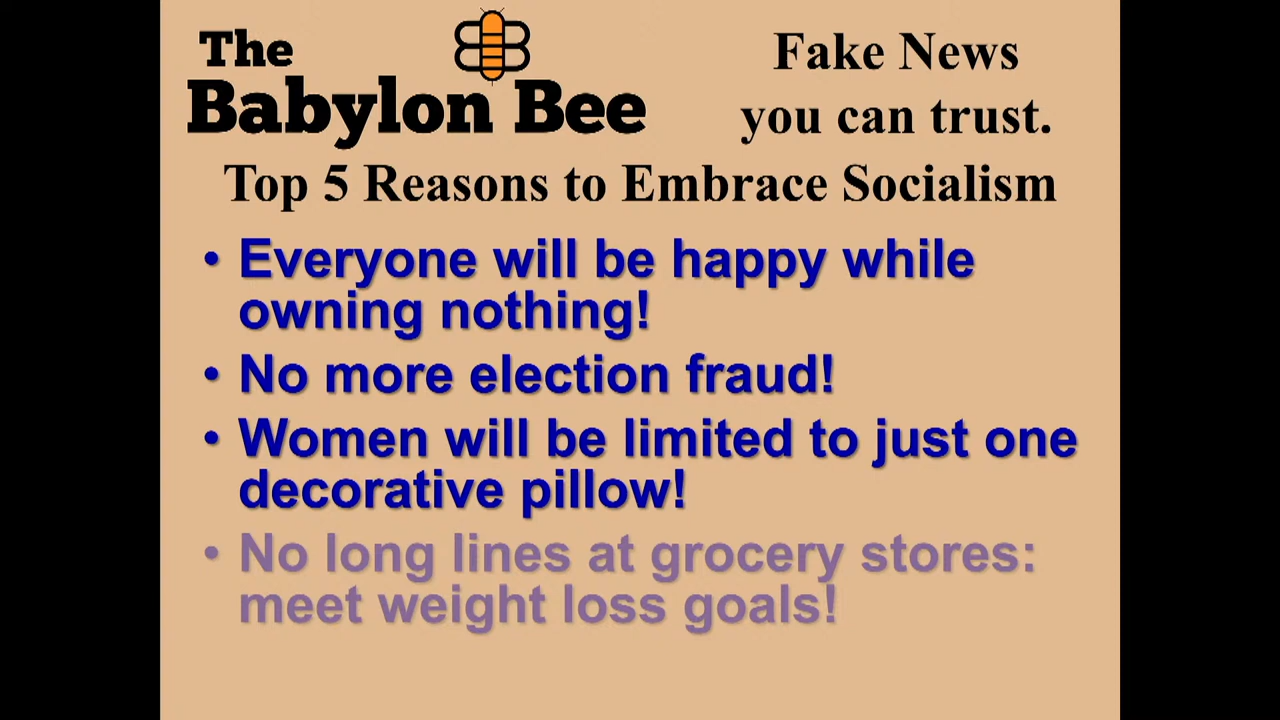 The
Babylon Bee
Fake News
you can trust.
Top 5 Reasons to Embrace Socialism
• Everyone will be happy while
owning nothing!
• No more election fraud!
• Women will be limited to just one
decorative pillow!
• No long lines at grocery stores:
meet weight loss goals!